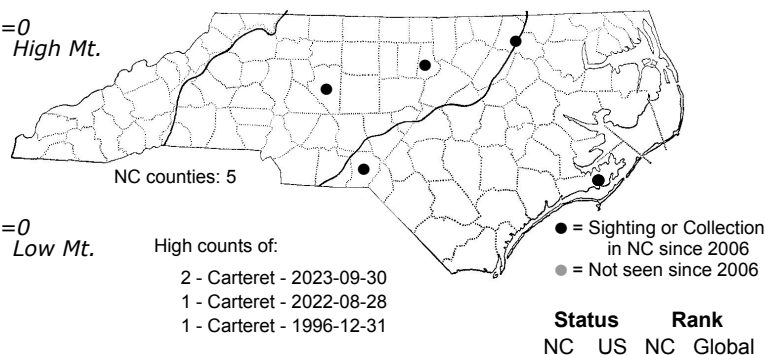 =0
High Mt.
NC counties: 5
=0
Low Mt.
High counts of:
2 - Carteret - 2023-09-30
1 - Carteret - 2022-08-28
1 - Carteret - 1996-12-31
● = Sighting or Collection
in NC since 2006
● = Not seen since 2006
Status Rank
NC US NC Global